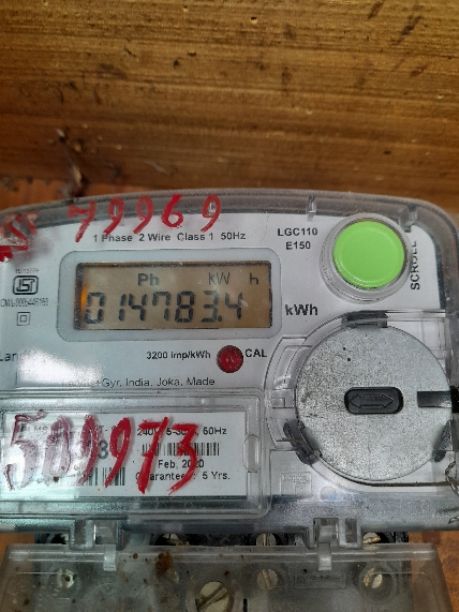 79969
1 Phase 2 Wire Class 1 50Hz
LGC110
E150
SCROLL
Ph kW h
014783.4
kWh
3200 imp/kWh
CAL
Gyr, India, Joka, Made
509973
60Hz
Feb, 2020
5 Yrs.